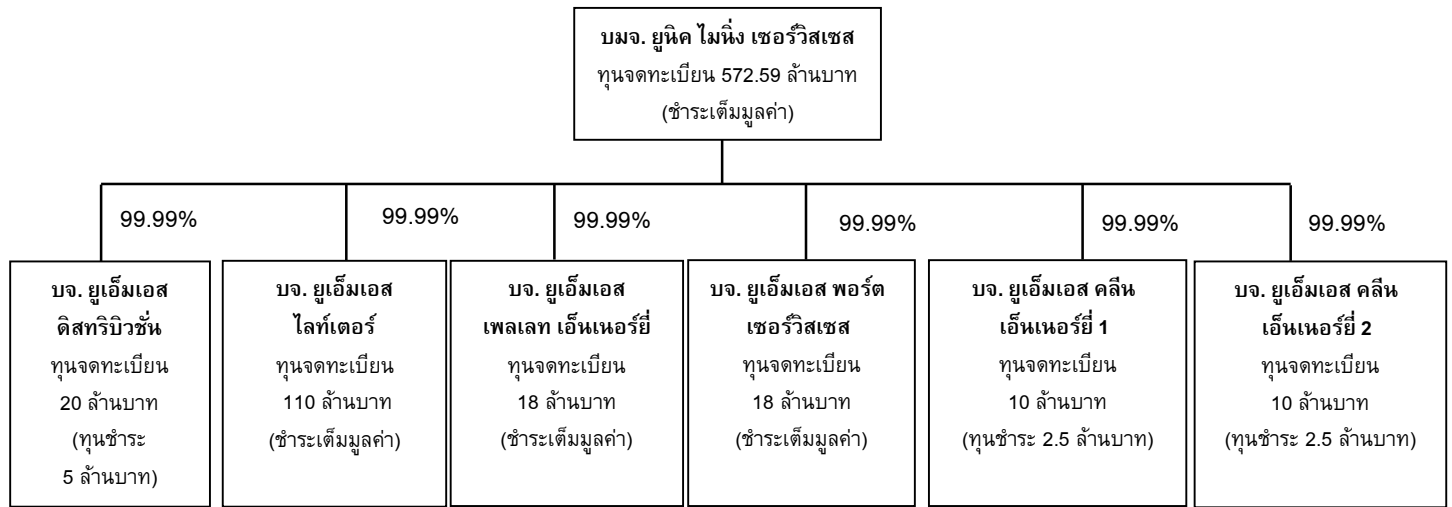 บมจ. ยูนิค ไมนิ่ง เซอร์วิสเซส
ทุนจดทะเบียน 572.59 ล้านบาท
(ชำระเต็มมูลค่า)
99.99%
99.99%
99.99%
99.99%
99.99%
99.99%
บจ. ยูเอ็มเอส
ดิสทริบิวชั่น
ทุนจดทะเบียน
20 ล้านบาท
(ทุนชำระ
5 ล้านบาท)
บจ. ยูเอ็มเอส
ไลท์เตอร์
ทุนจดทะเบียน
110 ล้านบาท
(ชำระเต็มมูลค่า)
บจ. ยูเอ็มเอส
เพลเลท เอ็นเนอร์ยี่
ทุนจดทะเบียน
18 ล้านบาท
(ชำระเต็มมูลค่า)
บจ. ยูเอ็มเอส พอร์ต
เซอร์วิสเซส
ทุนจดทะเบียน
18 ล้านบาท
(ชำระเต็มมูลค่า)
บจ. ยูเอ็มเอส คลีน
เอ็นเนอร์ยี่ 1
ทุนจดทะเบียน
10 ล้านบาท
(ทุนชำระ 2.5 ล้านบาท)
บจ. ยูเอ็มเอส คลีน
เอ็นเนอร์ยี่ 2
ทุนจดทะเบียน
10 ล้านบาท
(ทุนชำระ 2.5 ล้านบาท)